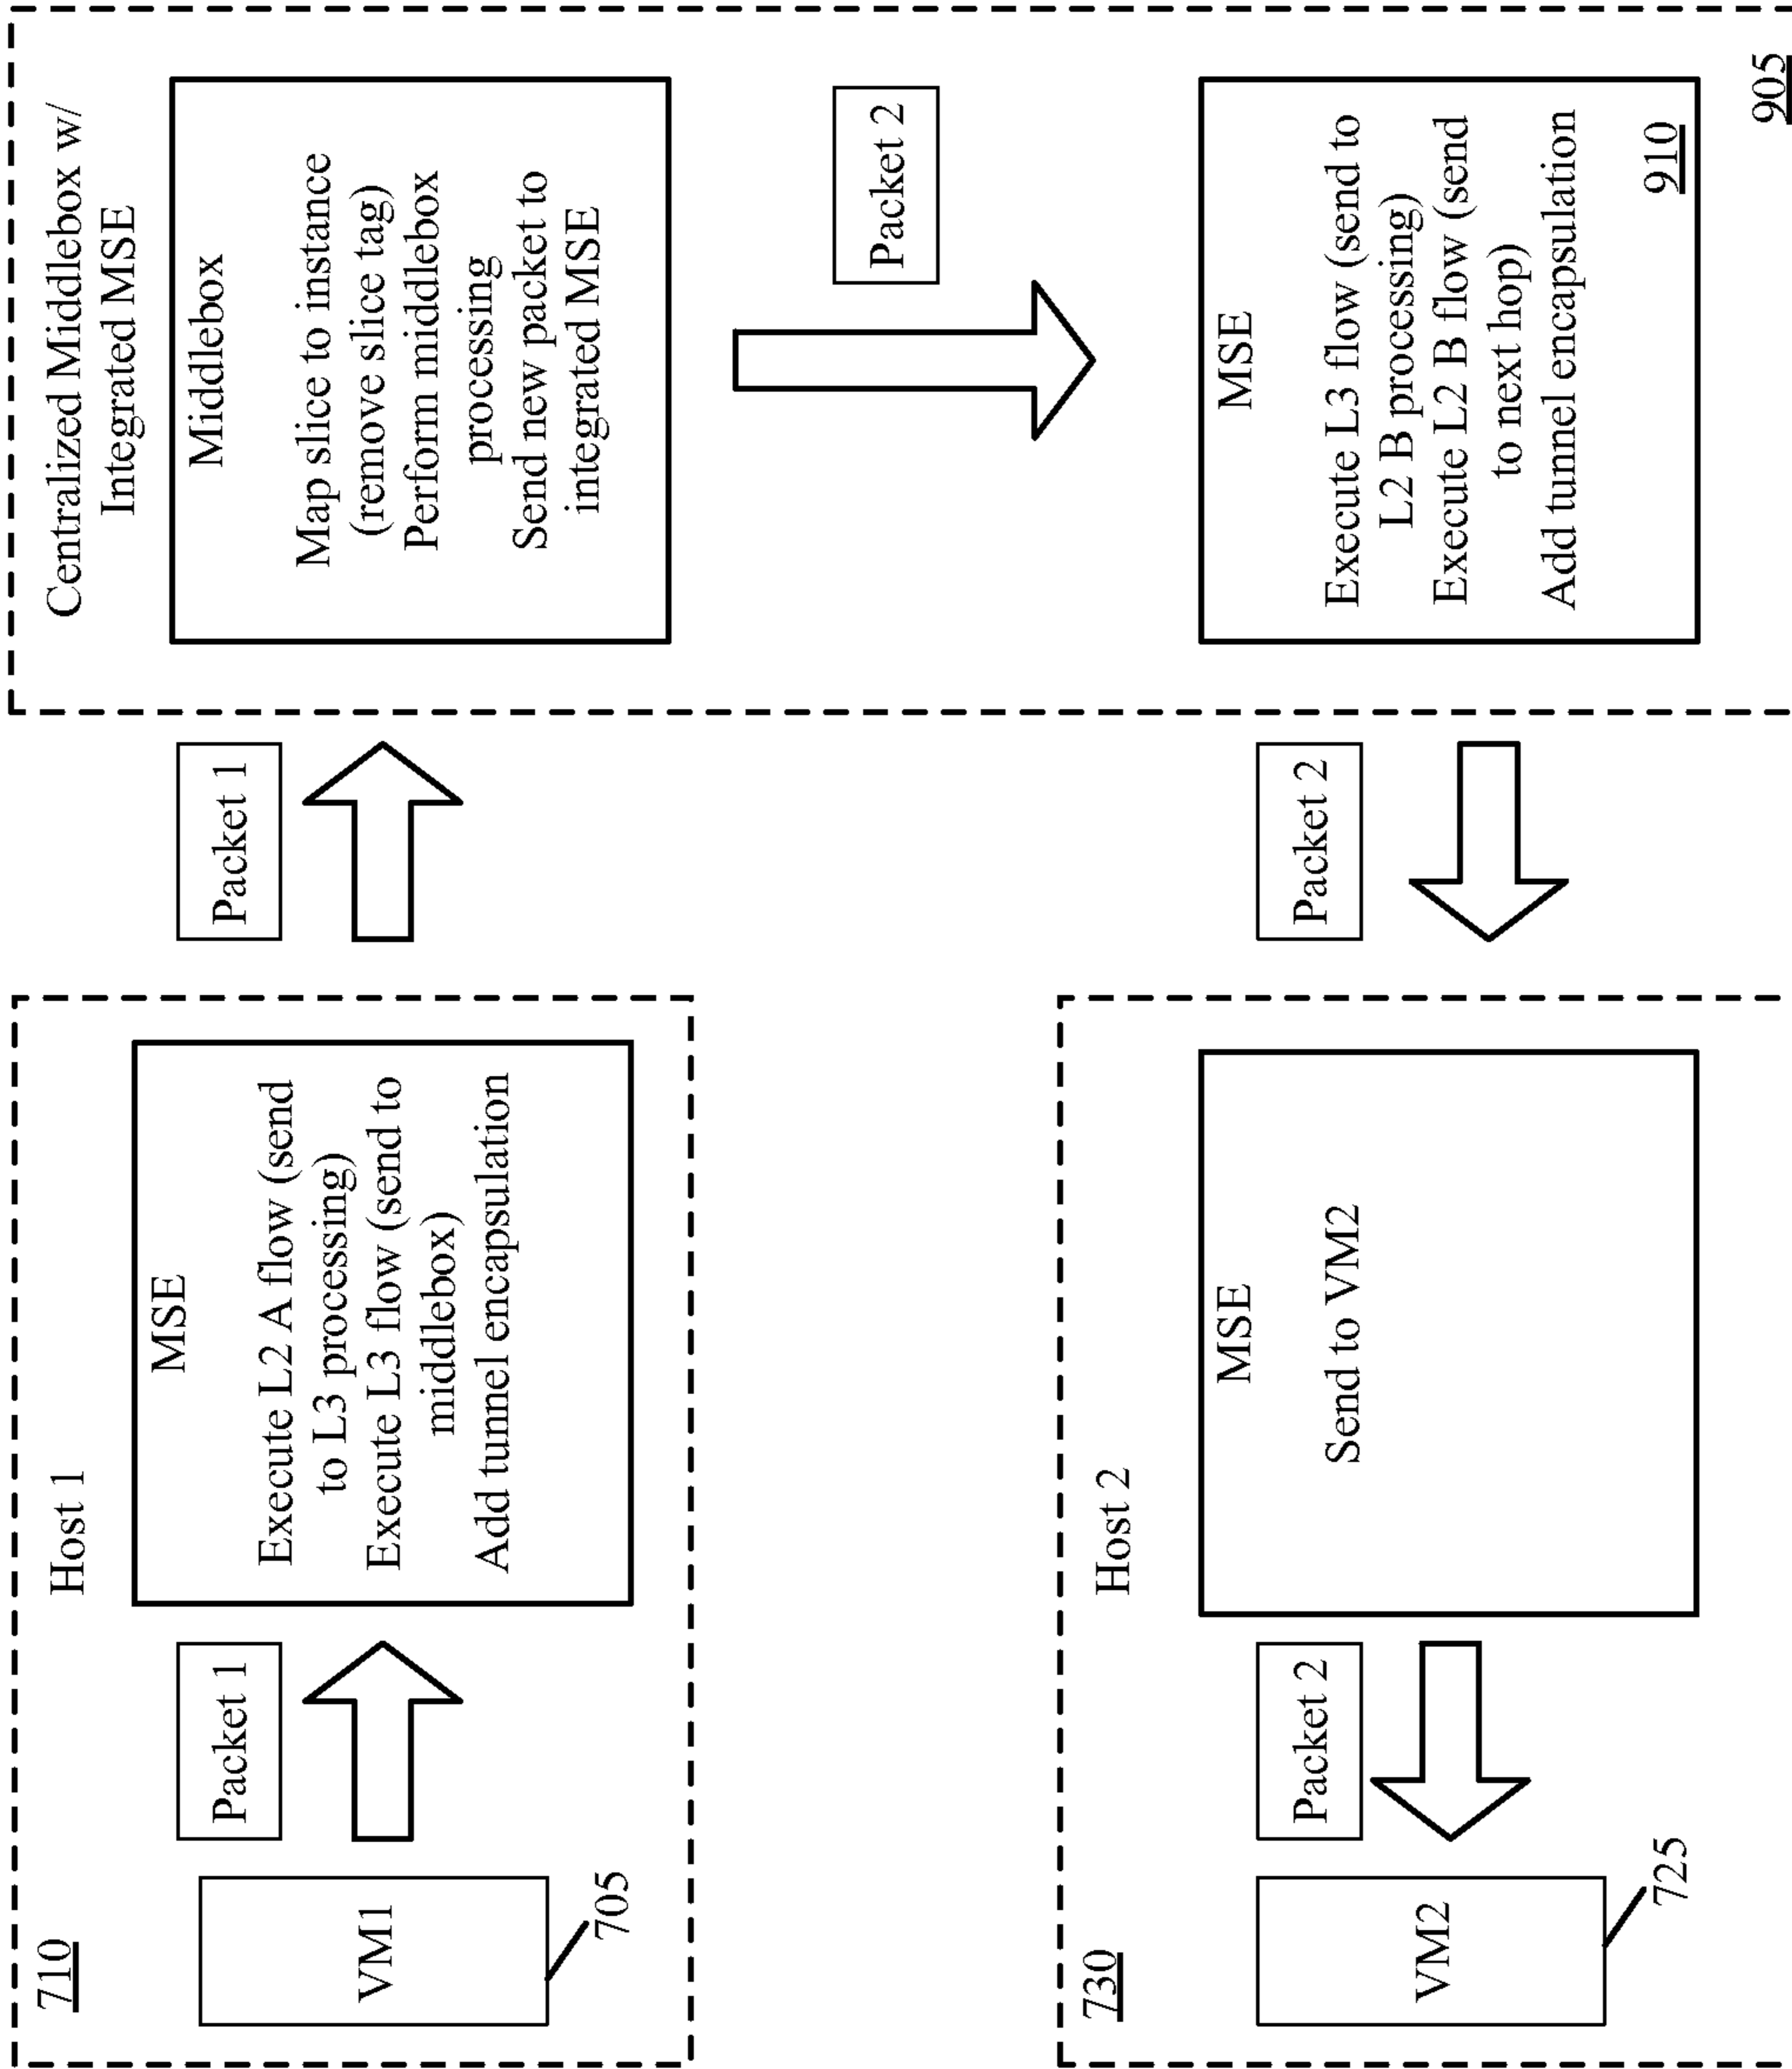 710
Host 1
VM1
705
Packet 1
MSE
Execute L2 A flow (send
to L3 processing)
Execute L3 flow (send to
middlebox)
Add tunnel encapsulation
Packet 1
Centralized Middlebox w/
Integrated MSE
Middlebox
Map slice to instance
(remove slice tag)
Perform middlebox
processing
Send new packet to
integrated MSE
Packet 2
MSE
Execute L3 flow (send to
L2 B processing)
Execute L2 B flow (send
to next hop)
Add tunnel encapsulation
910
905
Packet 2
730
Host 2
MSE
Send to VM2
Packet 2
VM2
725